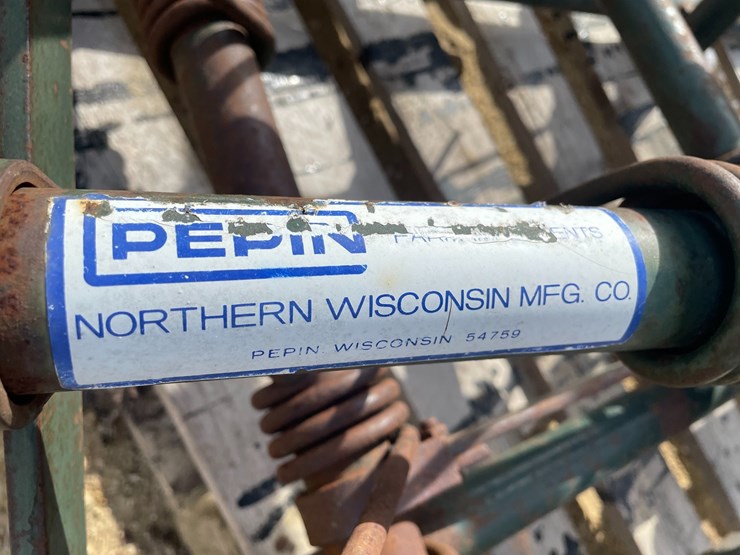 PEPIN
NORTHERN WISCONSIN MFG. CO.
PEPIN WISCONSIN 54759